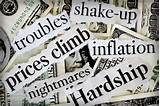 shake-up
troubles
prices climb
inflation
nightmares
Hardship